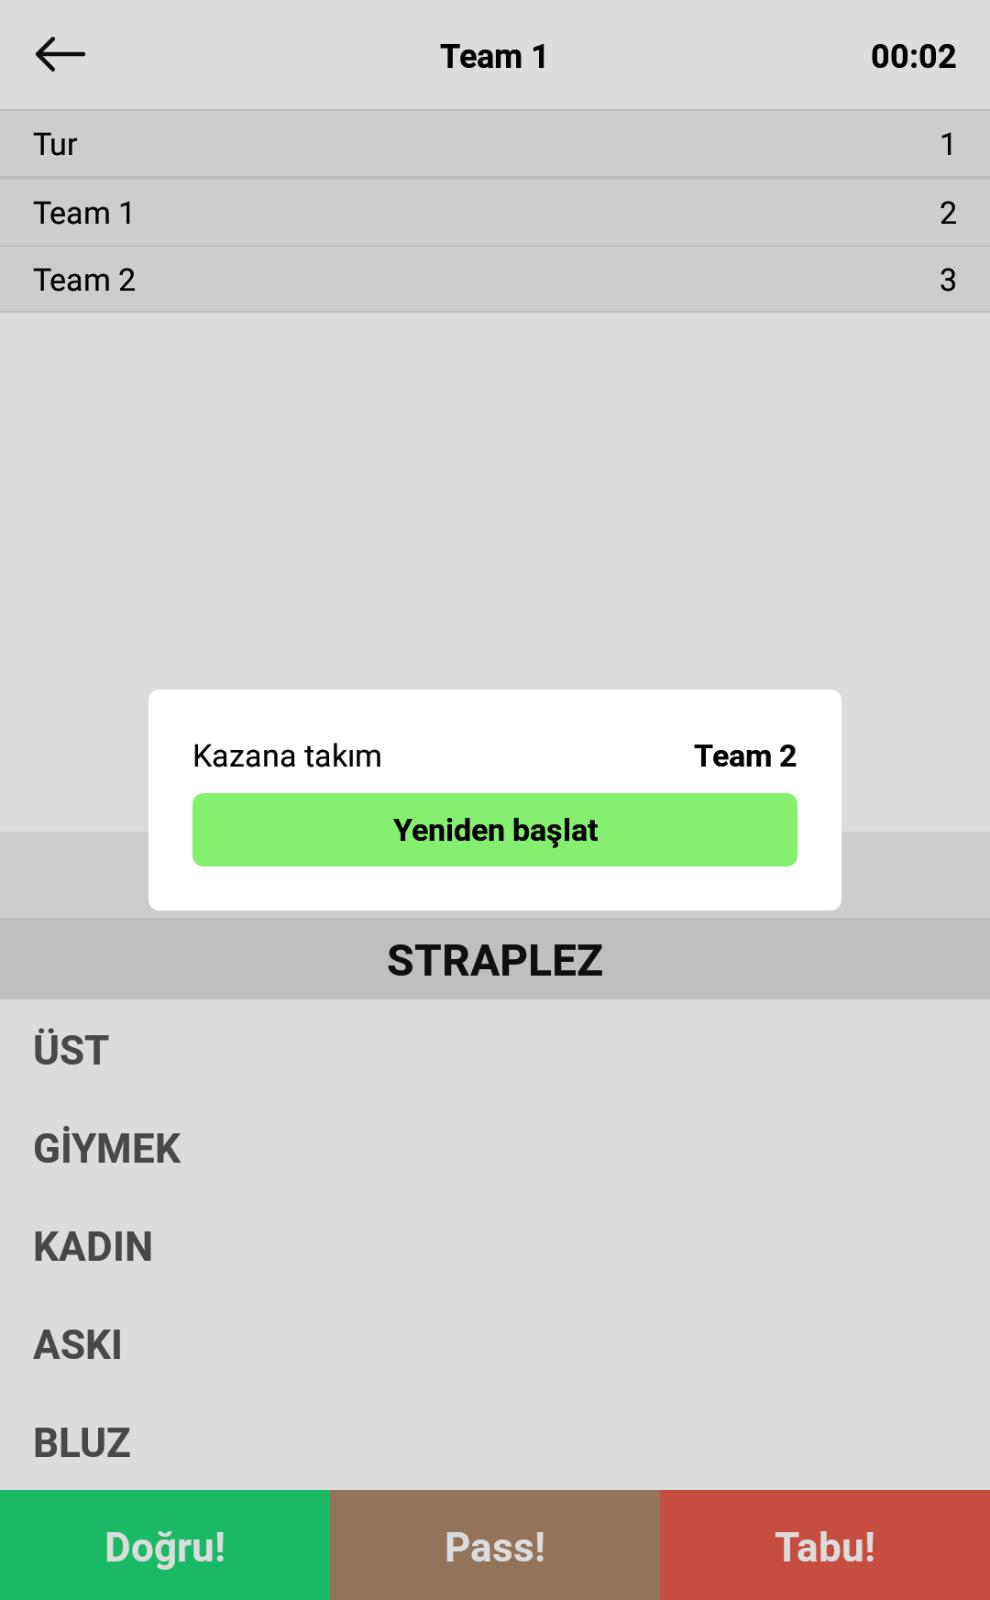 Team 1 00:02
Tur 1
Team 1 2
Team 2 3
Kazana takım Team 2
Yeniden başlat
STRAPLEZ
ÜST
GİYMEK
KADIN
ASKI
BLUZ
Doğru! Pass! Tabu!